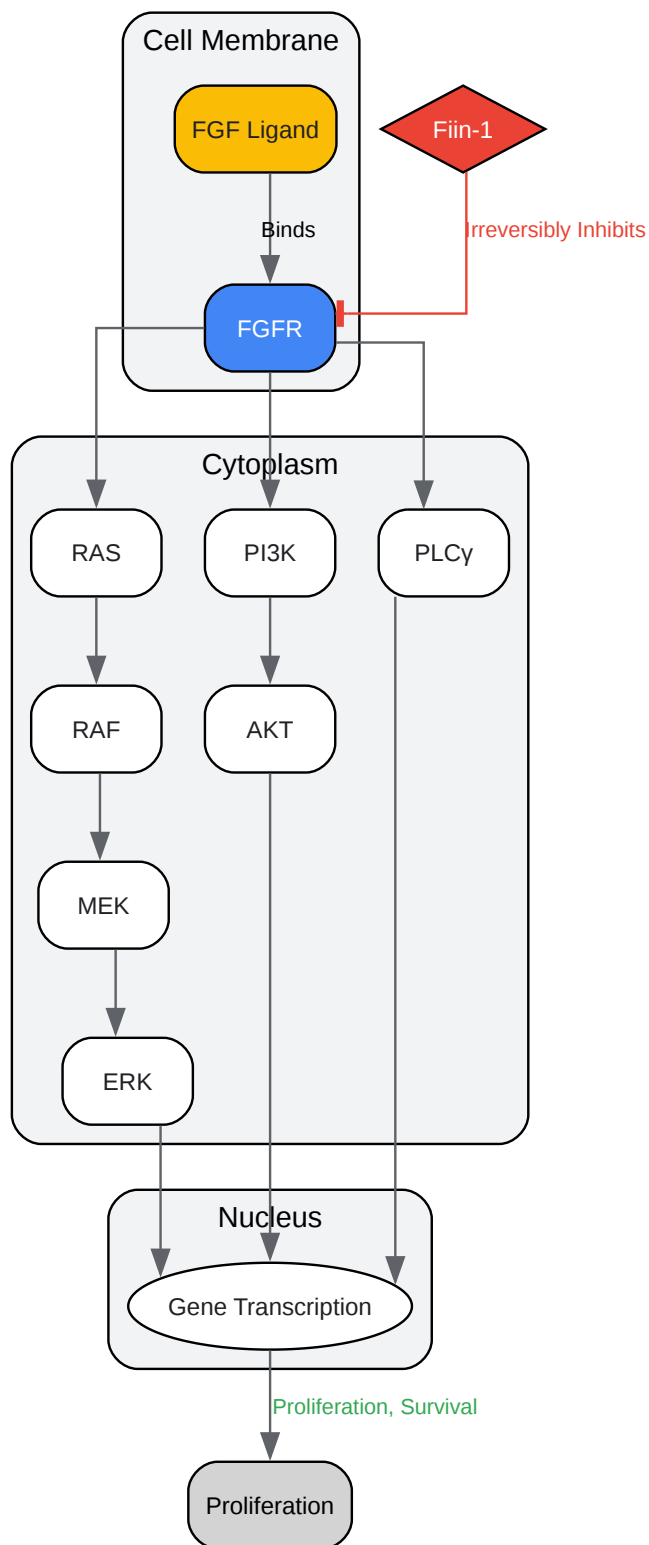 Cell Membrane
FGF Ligand
Fiin-1
Binds
Irreversibly Inhibits
FGFR
Cytoplasm
RAS
PI3K
PLCγ
RAF
AKT
MEK
ERK
Nucleus
Gene Transcription
Proliferation, Survival
Proliferation